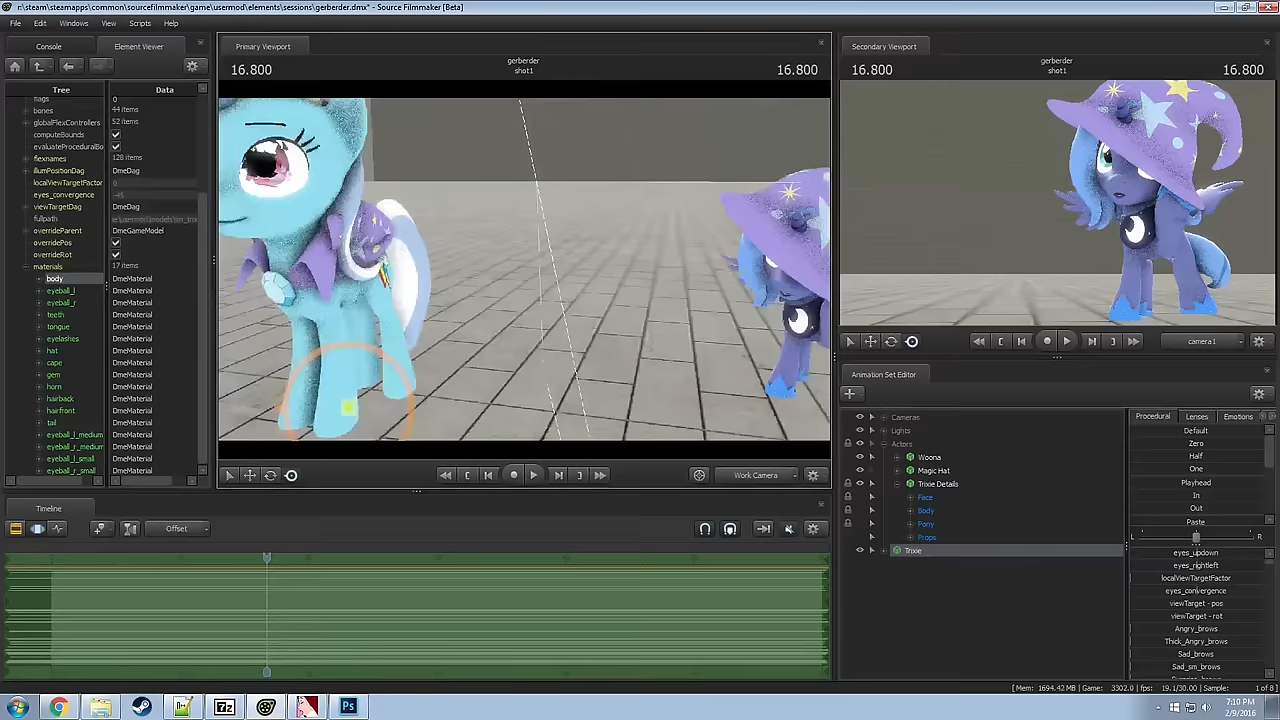 n\steam\steamapps\common\sourcefilmmaker\game\usermod\elements\sessions\gerberder.dmx* - Source Filmmaker [Beta]
File Edit Windows View Scripts Help
Console Element Viewer
Tree Data
flags 0
bones 44 items
globalFlexControllers 52 items
computeBounds
evaluateProceduralBo
flexnames 128 items
illumPositionDag DmeDag
localViewTargetFactor 0
eyes_convergence
viewTargetDag DmeDag
fullpath
overrideParent DmeGameModel
overridePos
overrideRot
materials 17 items
body DmeMaterial
eyeball_l DmeMaterial
eyeball_r DmeMaterial
teeth DmeMaterial
tongue DmeMaterial
eyelashes DmeMaterial
hat DmeMaterial
cape DmeMaterial
gem DmeMaterial
horn DmeMaterial
hairback DmeMaterial
hairfront DmeMaterial
tail DmeMaterial
eyeball_l_medium DmeMaterial
eyeball_r_medium DmeMaterial
eyeball_l_small DmeMaterial
eyeball_r_small DmeMaterial
Primary Viewport
16.800 gerberder 16.800
shot1
Work Camera
Secondary Viewport
16.800 gerberder 16.800
shot1
camera1
Animation Set Editor
Cameras
Lights
Actors
Woona
Magic Hat
Trixie Details
Face
Body
Pony
Props
Trixie
Procedural Lenses Emotions
Default
Zero
Half
One
Playhead
In
Out
Paste
L R
eyes_updown
eyes_rightleft
localViewTargetFactor
eyes_convergence
viewTarget - pos
viewTarget - rot
Angry_brows
Thick_Angry_brows
Sad_brows
Sad_sm_brows
Timeline
Offset
[Mem: 1694.42 MB | Game: 3302.0 | fps: 19.1/30.00 | Sample: 1 of 8]
7z Ps
7:10 PM
2/9/2016